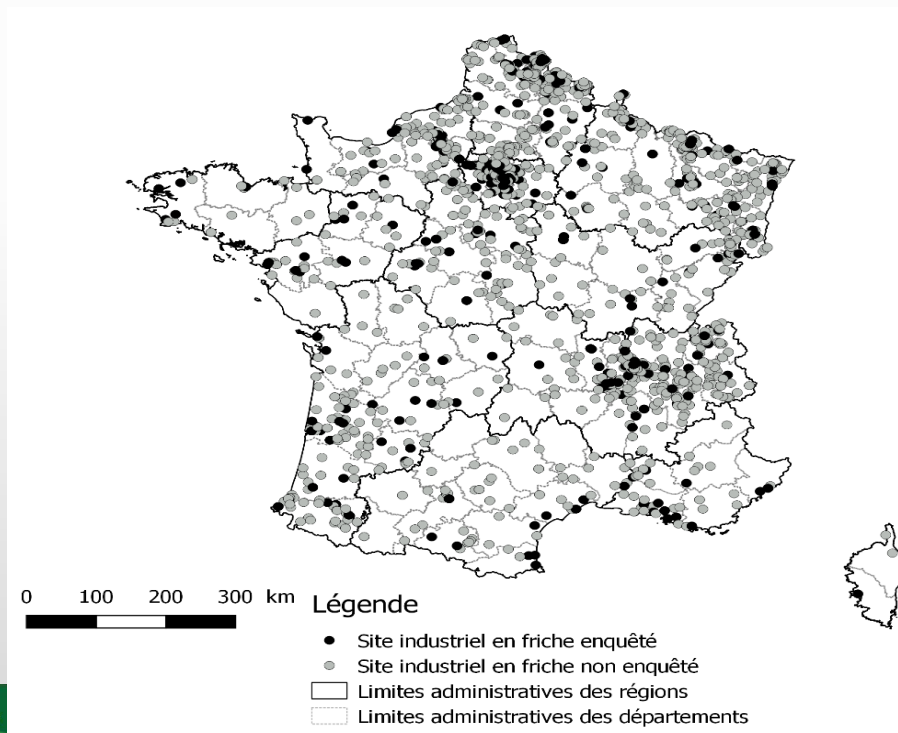 0 100 200 300 km
Légende
Site industriel en friche enquêté
Site industriel en friche non enquêté
Limites administratives des régions
Limites administratives des départements